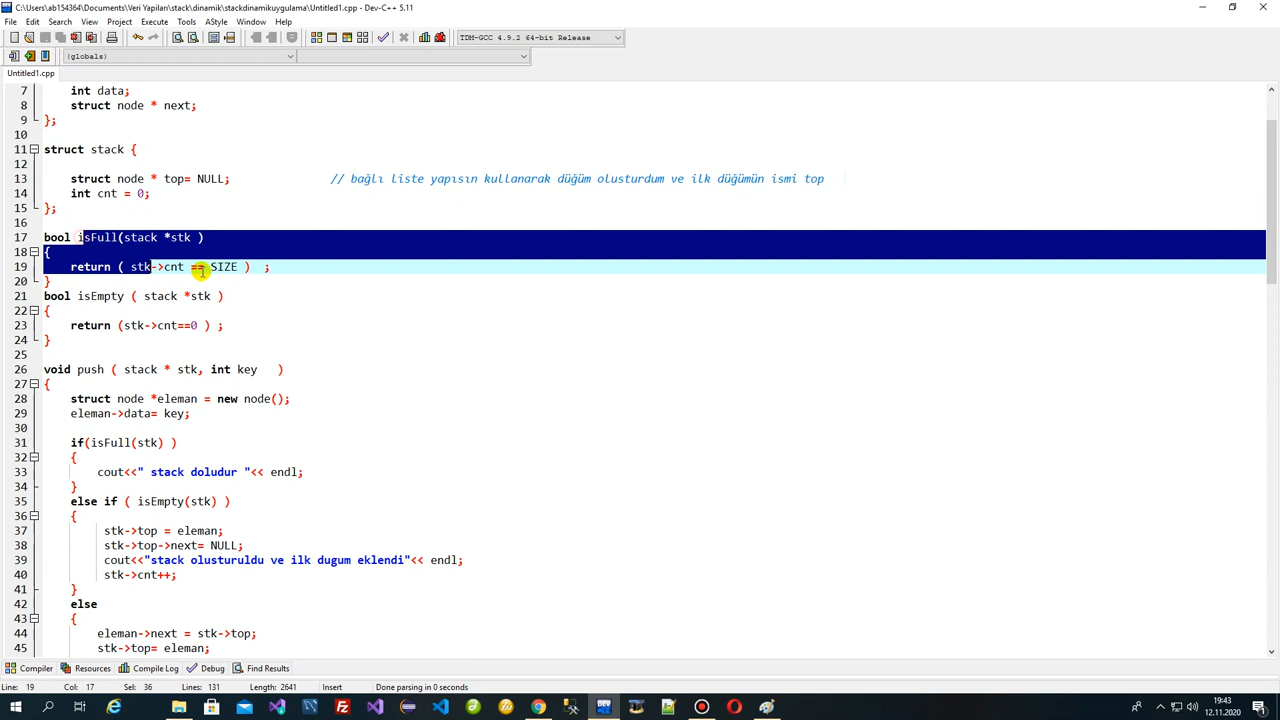 C:\Users\ab154364\Documents\Veri Yapılan\stack\dinamik\stackdinamikuygulama\Untitled1.cpp - Dev-C++ 5.11
File Edit Search View Project Execute Tools AStyle Window Help
TDM-GCC 4.9.2 64-bit Release
(globals)
Untitled1.cpp
7 int data;
8 struct node * next;
9 };
10
11 struct stack {
12
13 struct node * top= NULL; // bağlı liste yapısın kullanarak düğüm olusturdum ve ilk düğümün ismi top
14 int cnt = 0;
15 };
16
17 bool isFull(stack *stk )
18 {
19 return ( stk->cnt == SIZE ) ;
20 }
21 bool isEmpty ( stack *stk )
22 {
23 return (stk->cnt==0 ) ;
24 }
25
26 void push ( stack * stk, int key )
27 {
28 struct node *eleman = new node();
29 eleman->data= key;
30
31 if(isFull(stk) )
32 {
33 cout<<" stack doludur "<< endl;
34 }
35 else if ( isEmpty(stk) )
36 {
37 stk->top = eleman;
38 stk->top->next= NULL;
39 cout<<"stack olusturuldu ve ilk dugum eklendi"<< endl;
40 stk->cnt++;
41 }
42 else
43 {
44 eleman->next = stk->top;
45 stk->top= eleman;
Compiler Resources Compile Log Debug Find Results
Line: 19 Col: 17 Sel: 36 Lines: 131 Length: 2641 Insert Done parsing in 0 seconds
19:43
12.11.2020